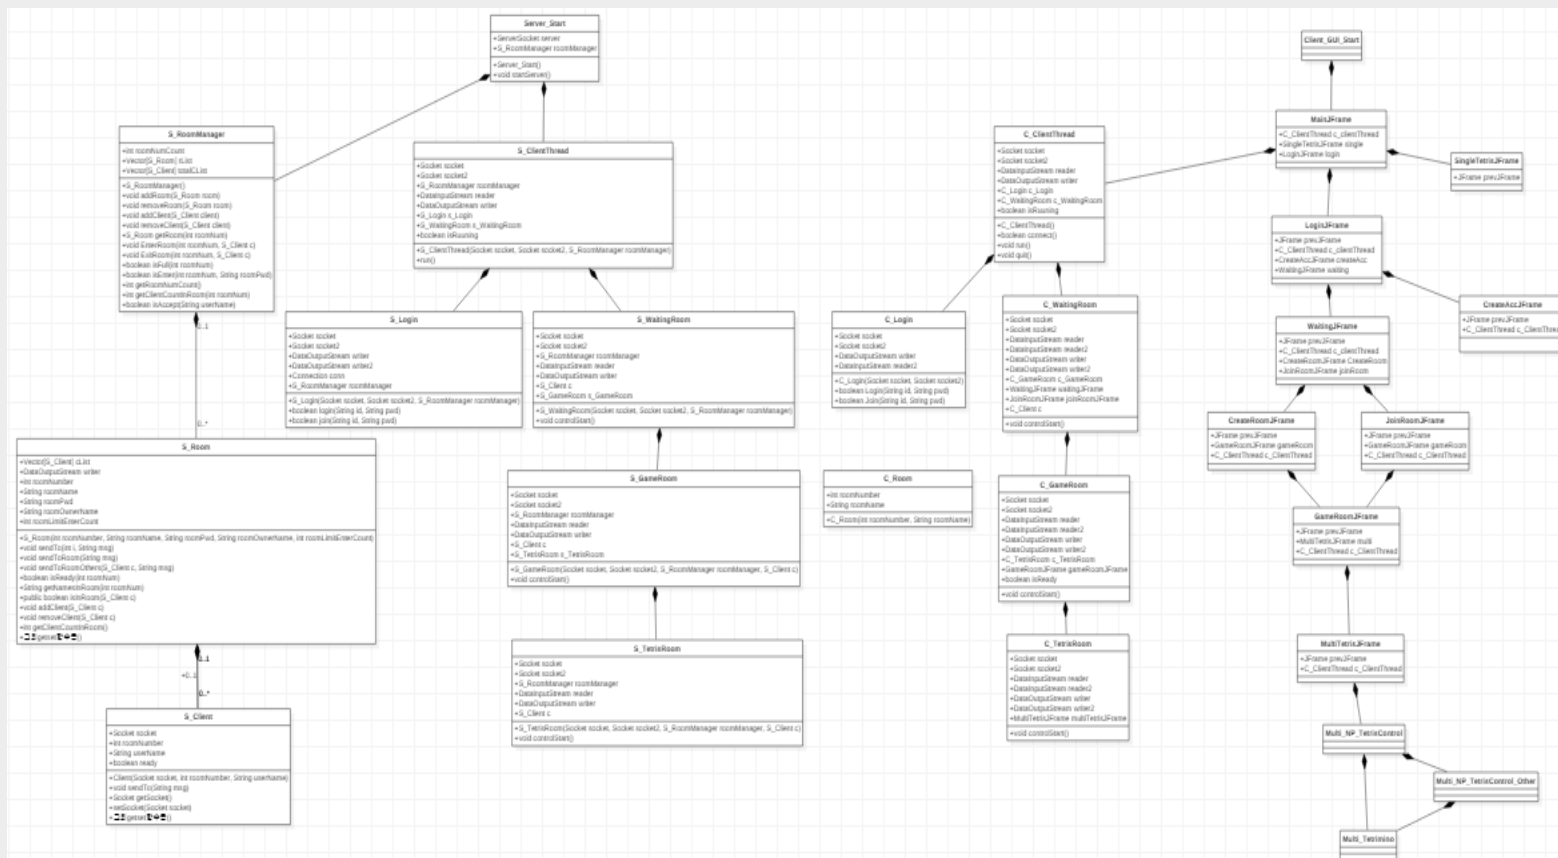 Server_Start
+ServerSocket server
+S_RoomManager roomManager
+Server_Start()
+void startServer()
S_RoomManager
+int roomNumCount
+Vector[S_Room] rList
+Vector[S_Client] totalCList
+S_RoomManager()
+void addRoom(S_Room room)
+void removeRoom(S_Room room)
+void addClient(S_Client client)
+void removeClient(S_Client client)
+S_Room getRoom(int roomNum)
+void EnterRoom(int roomNum, S_Client c)
+void ExitRoom(int roomNum, S_Client c)
+boolean isFull(int roomNum)
+boolean isEnter(int roomNum, String roomPwd)
+int getRoomNumCount()
+int getClientCountInRoom(int roomNum)
+boolean isAccept(String userName)
0..1
0..*
S_Room
+Vector[S_Client] cList
+DataOutputStream writer
+int roomNumber
+String roomName
+String roomPwd
+String roomOwnerName
+int roomLimitEnterCount
+S_Room(int roomNumber, String roomName, String roomPwd, String roomOwnerName, int roomLimitEnterCount)
+void sendTo(int i, String msg)
+void sendToRoom(String msg)
+void sendToRoomOthers(S_Client c, String msg)
+boolean isReady(int roomNum)
+String getNamesInRoom(int roomNum)
+public boolean isInRoom(S_Client c)
+void addClient(S_Client c)
+void removeClient(S_Client c)
+int getClientCountInRoom()
0..1
+0..1
0..*
S_Client
+Socket socket
+int roomNumber
+String userName
+boolean ready
+Client(Socket socket, int roomNumber, String userName)
+void sendTo(String msg)
+Socket getSocket()
+setSocket(Socket socket)
S_ClientThread
+Socket socket
+Socket socket2
+S_RoomManager roomManager
+DataInputStream reader
+DataOutputStream writer
+S_Login s_Login
+S_WaitingRoom s_WaitingRoom
+boolean isRuuning
+S_ClientThread(Socket socket, Socket socket2, S_RoomManager roomManager)
+run()
S_Login
+Socket socket
+Socket socket2
+DataOutputStream writer
+DataOutputStream writer2
+Connection conn
+S_RoomManager roomManager
+S_Login(Socket socket, Socket socket2, S_RoomManager roomManager)
+boolean login(String id, String pwd)
+boolean join(String id, String pwd)
S_WaitingRoom
+Socket socket
+Socket socket2
+S_RoomManager roomManager
+DataInputStream reader
+DataOutputStream writer
+S_Client c
+S_GameRoom s_GameRoom
+S_WaitingRoom(Socket socket, Socket socket2, S_RoomManager roomManager)
+void controlStart()
S_GameRoom
+Socket socket
+Socket socket2
+S_RoomManager roomManager
+DataInputStream reader
+DataOutputStream writer
+S_Client c
+S_TetrisRoom s_TetrisRoom
+S_GameRoom(Socket socket, Socket socket2, S_RoomManager roomManager, S_Client c)
+void controlStart()
S_TetrisRoom
+Socket socket
+Socket socket2
+S_RoomManager roomManager
+DataInputStream reader
+DataOutputStream writer
+S_Client c
+S_TetrisRoom(Socket socket, Socket socket2, S_RoomManager roomManager, S_Client c)
+void controlStart()
C_ClientThread
+Socket socket
+Socket socket2
+DataInputStream reader
+DataOutputStream writer
+C_Login c_Login
+C_WaitingRoom c_WaitingRoom
+boolean isRuuning
+C_ClientThread()
+boolean connect()
+void run()
+void quit()
C_Login
+Socket socket
+Socket socket2
+DataOutputStream writer
+DataInputStream reader2
+C_Login(Socket socket, Socket socket2)
+boolean Login(String id, String pwd)
+boolean Join(String id, String pwd)
C_WaitingRoom
+Socket socket
+Socket socket2
+DataInputStream reader
+DataInputStream reader2
+DataOutputStream writer
+DataOutputStream writer2
+C_GameRoom c_GameRoom
+WaitingJFrame waitingJFrame
+JoinRoomJFrame joinRoomJFrame
+C_Client c
+void controlStart()
C_Room
+int roomNumber
+String roomName
+C_Room(int roomNumber, String roomName)
C_GameRoom
+Socket socket
+Socket socket2
+DataInputStream reader
+DataInputStream reader2
+DataOutputStream writer
+DataOutputStream writer2
+C_TetrisRoom c_TetrisRoom
+GameRoomJFrame gameRoomJFrame
+boolean isReady
+void controlStart()
C_TetrisRoom
+Socket socket
+Socket socket2
+DataInputStream reader
+DataInputStream reader2
+DataOutputStream writer
+DataOutputStream writer2
+MultiTetrisJFrame multiTetrisJFrame
+void controlStart()
Client_GUI_Start
MainJFrame
+C_ClientThread c_clientThread
+SingleTetrisJFrame single
+LoginJFrame login
SingleTetrisJFrame
+JFrame prevJFrame
LoginJFrame
+JFrame prevJFrame
+C_ClientThread c_clientThread
+CreateAccJFrame createAcc
+WaitingJFrame waiting
CreateAccJFrame
+JFrame prevJFrame
WaitingJFrame
+JFrame prevJFrame
+C_ClientThread c_clientThread
+CreateRoomJFrame CreateRoom
+JoinRoomJFrame joinRoom
CreateRoomJFrame
+JFrame prevJFrame
+GameRoomJFrame gameRoom
+C_ClientThread c_ClientThread
JoinRoomJFrame
+JFrame prevJFrame
+GameRoomJFrame gameRoom
+C_ClientThread c_ClientThread
GameRoomJFrame
+JFrame prevJFrame
+MultiTetrisJFrame multi
+C_ClientThread c_ClientThread
MultiTetrisJFrame
+JFrame prevJFrame
+C_ClientThread c_ClientThread
Multi_NP_TetrisControl
Multi_NP_TetrisControl_Other
Multi_Tetrimino